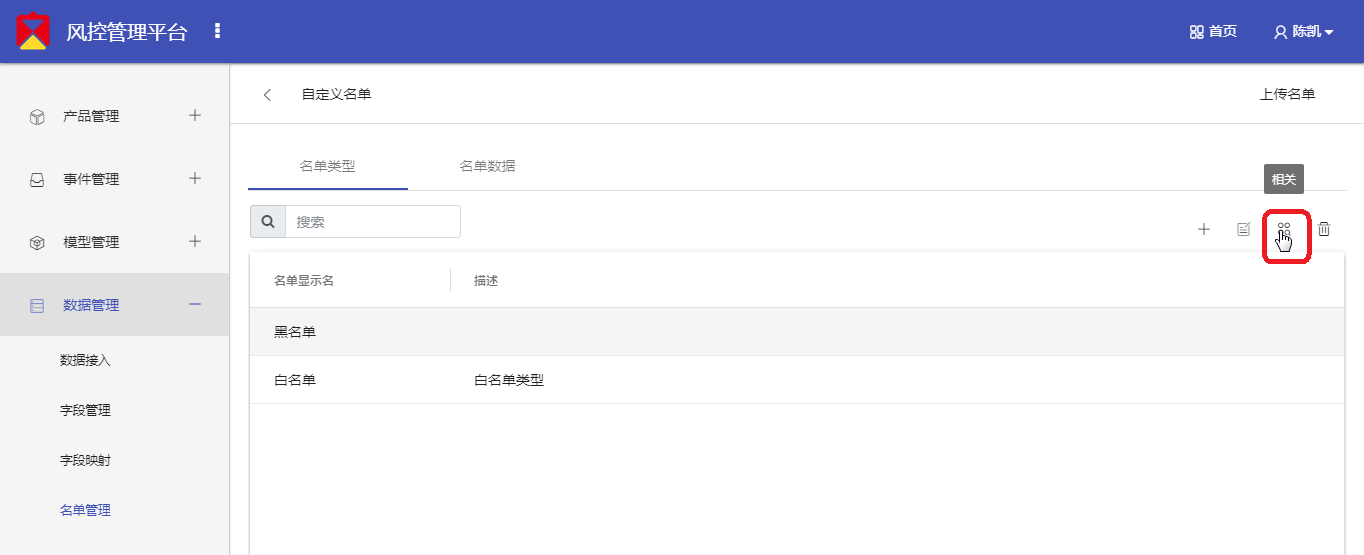 风控管理平台
首页
陈凯
产品管理
事件管理
模型管理
数据管理
数据接入
字段管理
字段映射
名单管理
自定义名单
上传名单
名单类型
名单数据
相关
搜索
名单显示名
描述
黑名单
白名单
白名单类型